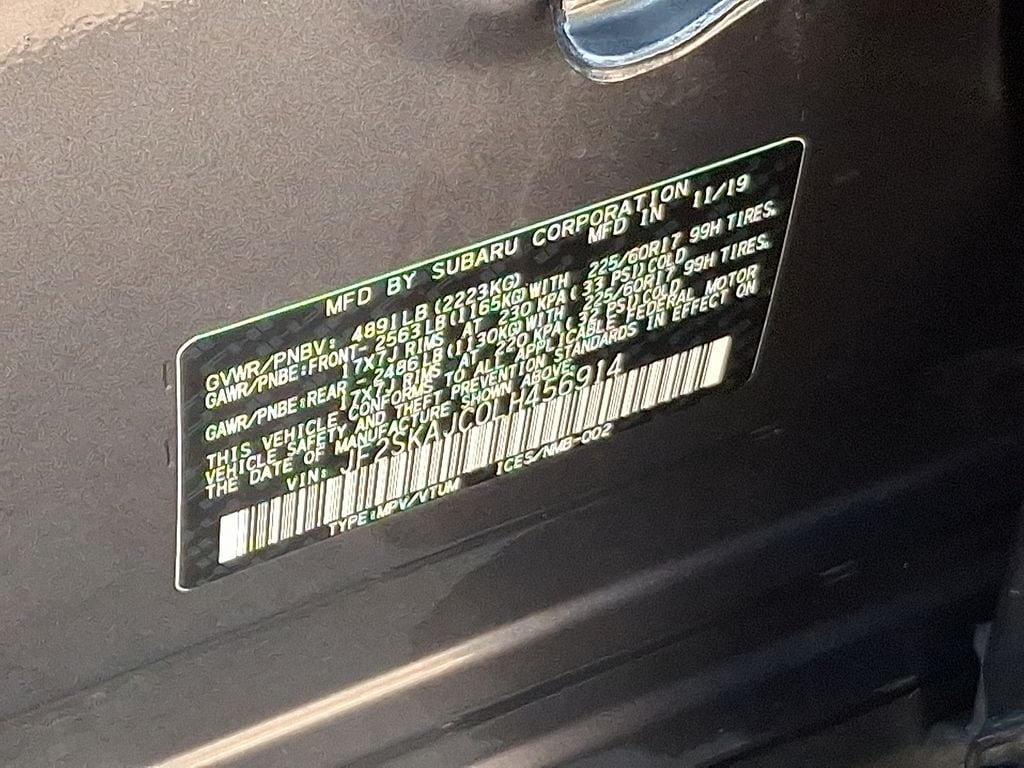 MFD BY SUBARU CORPORATION
MFD IN 11/19
GVWR/PNBV: 4891LB(2223KG)
GAWR/PNBE:FRONT-2563LB(1165KG)WITH 225/60R17 99H TIRES,
17X7J RIMS AT 230 KPA(33 PSI)COLD
GAWR/PNBE:REAR -2486LB(1130KG)WITH 225/60R17 99H TIRES,
17X7J RIMS AT 220 KPA(32 PSI)COLD
THIS VEHICLE CONFORMS TO ALL APPLICABLE FEDERAL MOTOR
VEHICLE SAFETY AND THEFT PREVENTION STANDARDS IN EFFECT ON
THE DATE OF MANUFACTURE SHOWN ABOVE.
VIN: JF2SKAJC0LH456914
TYPE:MPV/VTUM ICES/NMB-002